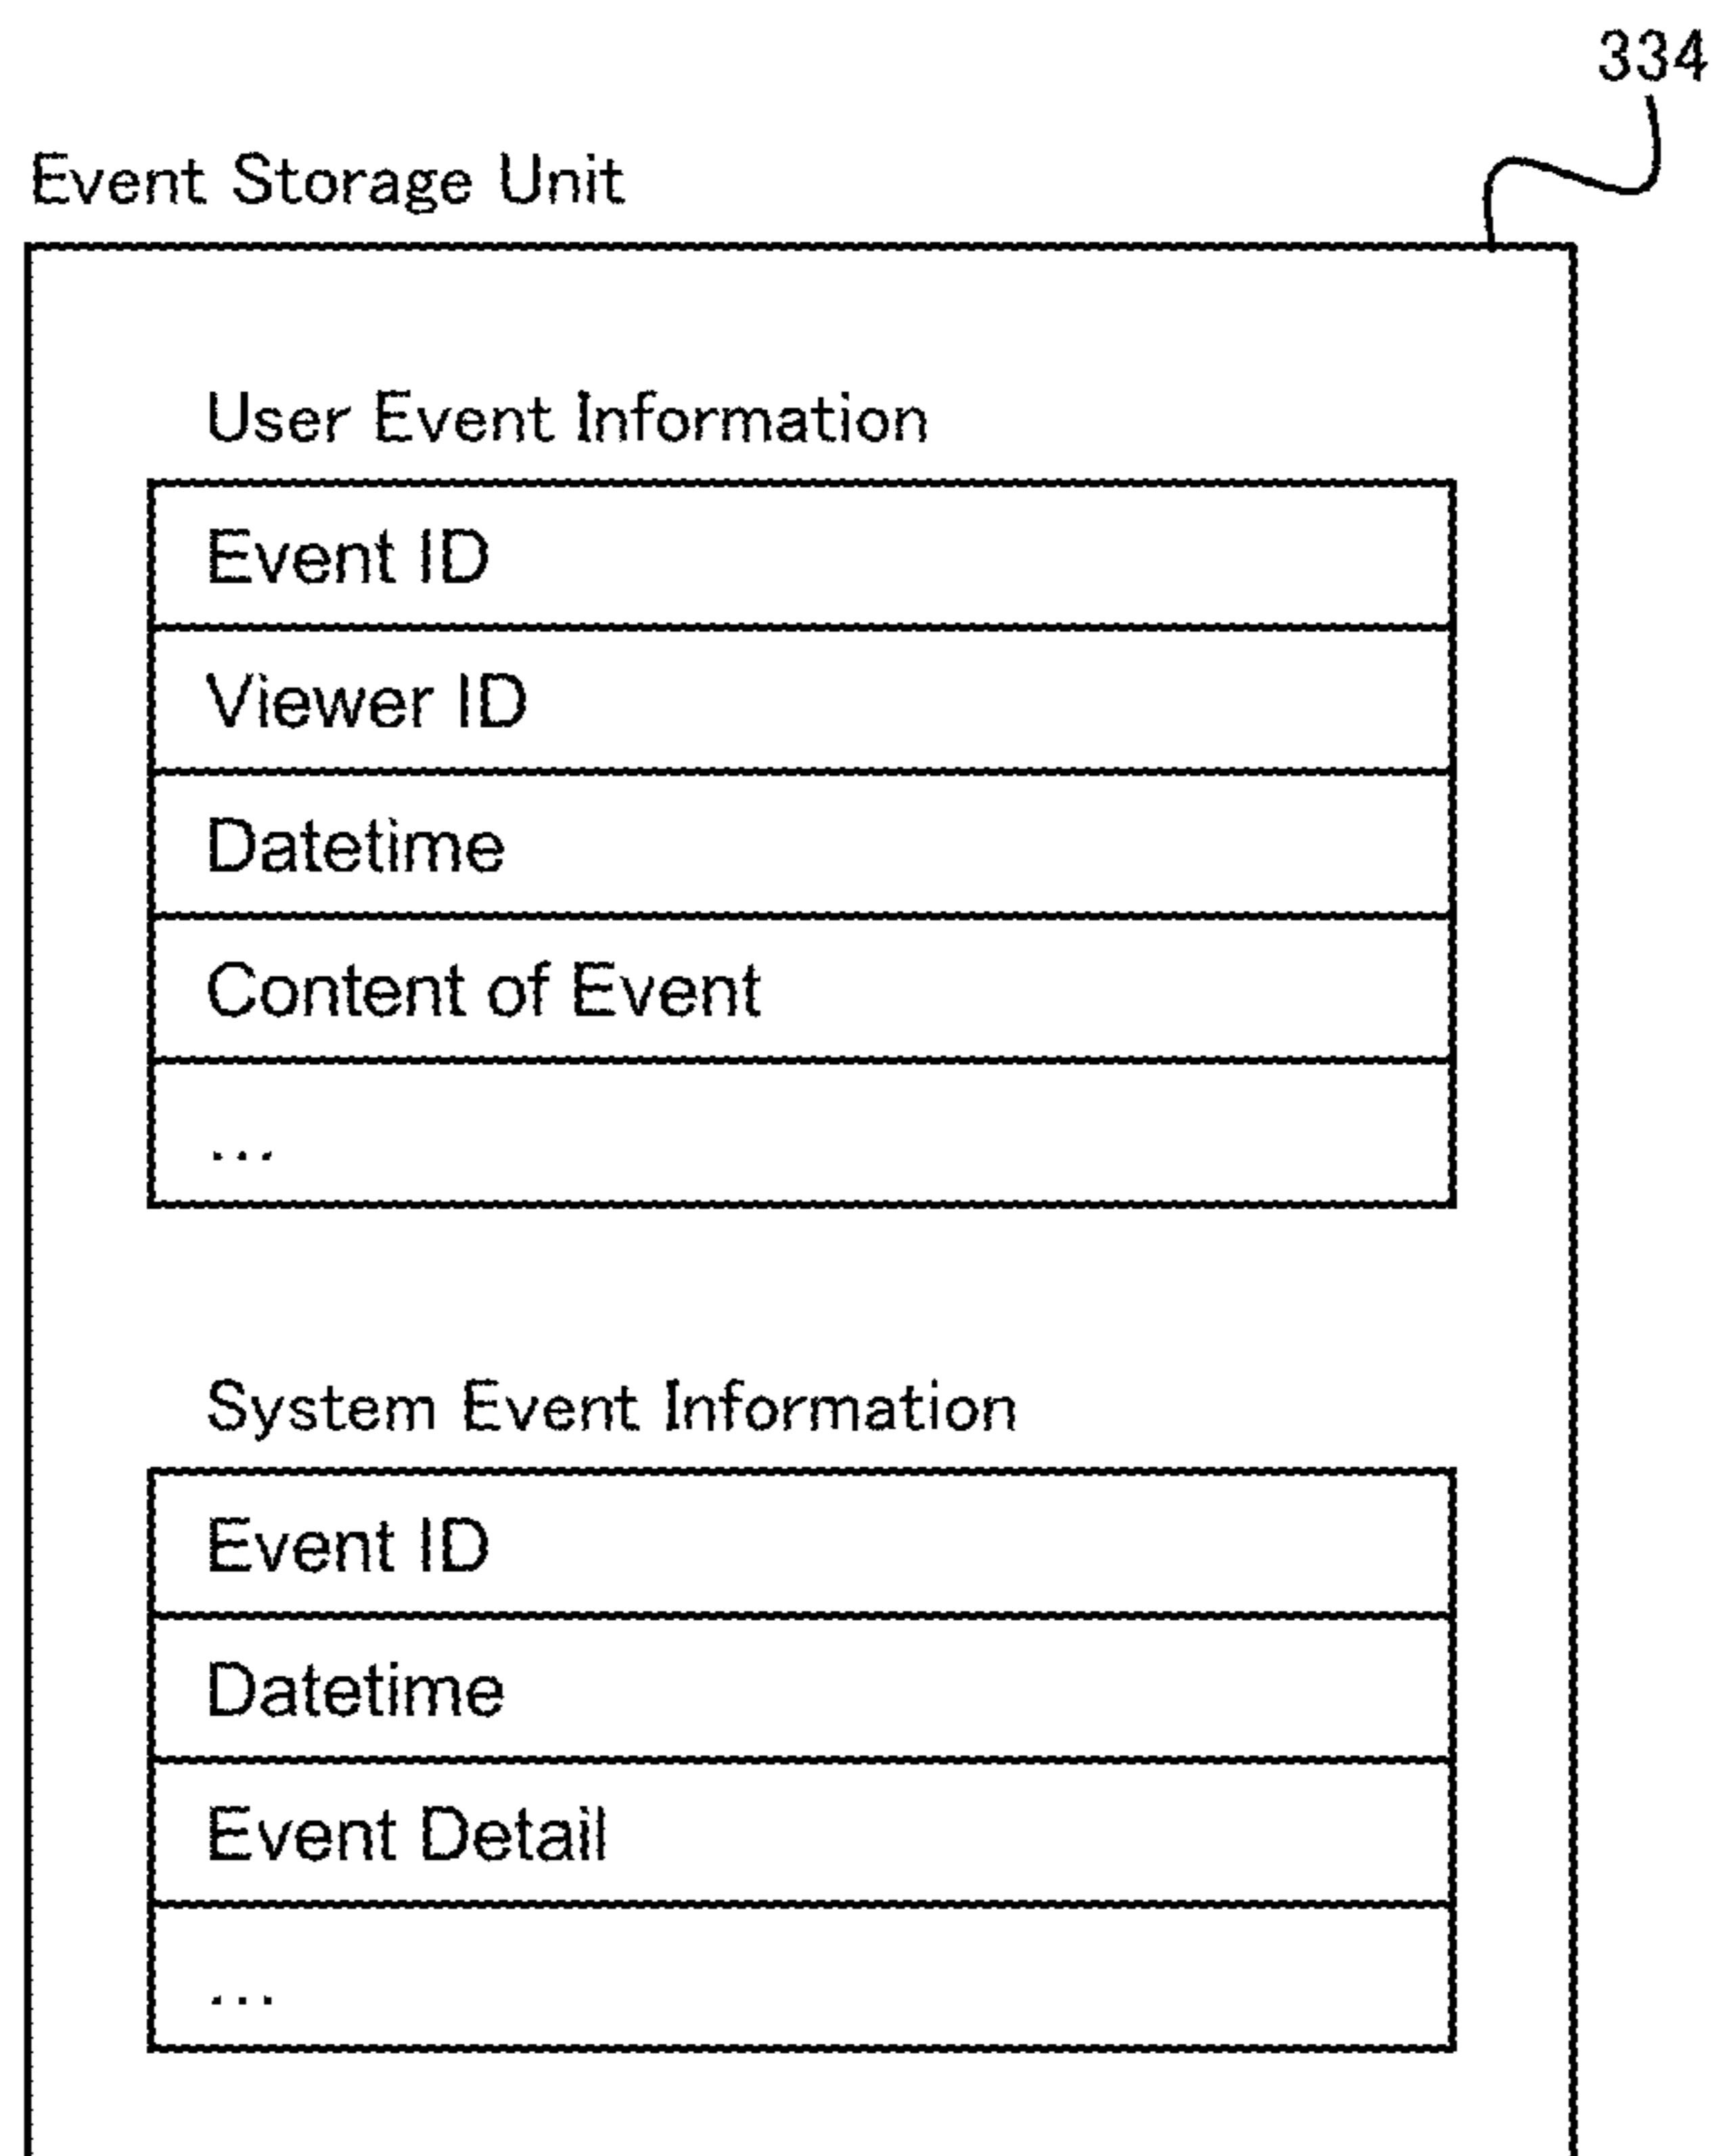 334
Event Storage Unit
User Event Information
Event ID
Viewer ID
Datetime
Content of Event
...
System Event Information
Event ID
Datetime
Event Detail
...